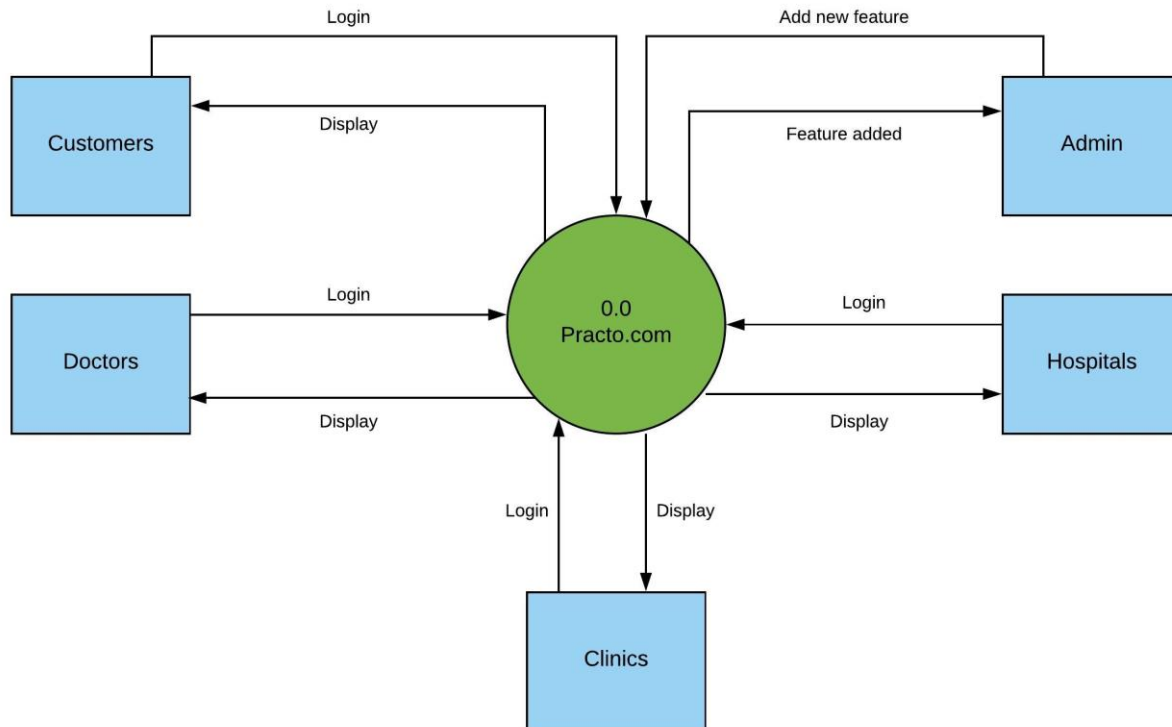 Login
Add new feature
Customers
Display
Feature added
Admin
Doctors
Login
Display
0.0
Practo.com
Login
Display
Hospitals
Login
Display
Clinics